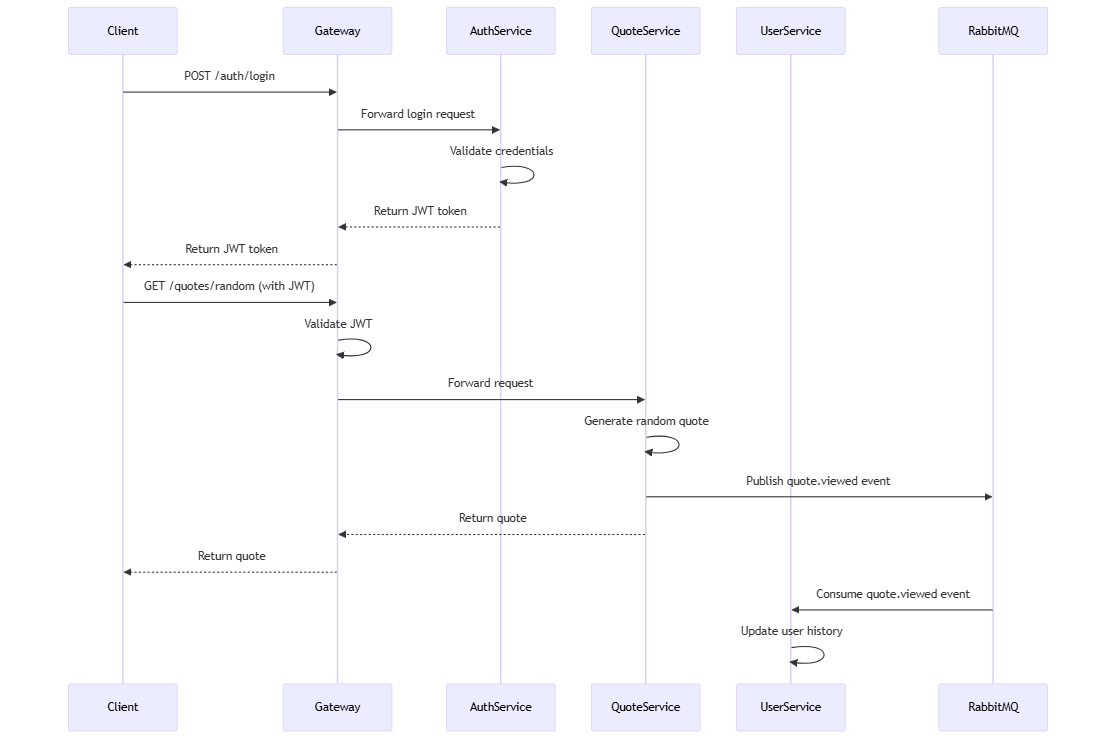 Client Gateway AuthService QuoteService UserService RabbitMQ
POST /auth/login
Forward login request
Validate credentials
Return JWT token
Return JWT token
GET /quotes/random (with JWT)
Validate JWT
Forward request
Generate random quote
Publish quote.viewed event
Return quote
Return quote
Consume quote.viewed event
Update user history
Client Gateway AuthService QuoteService UserService RabbitMQ